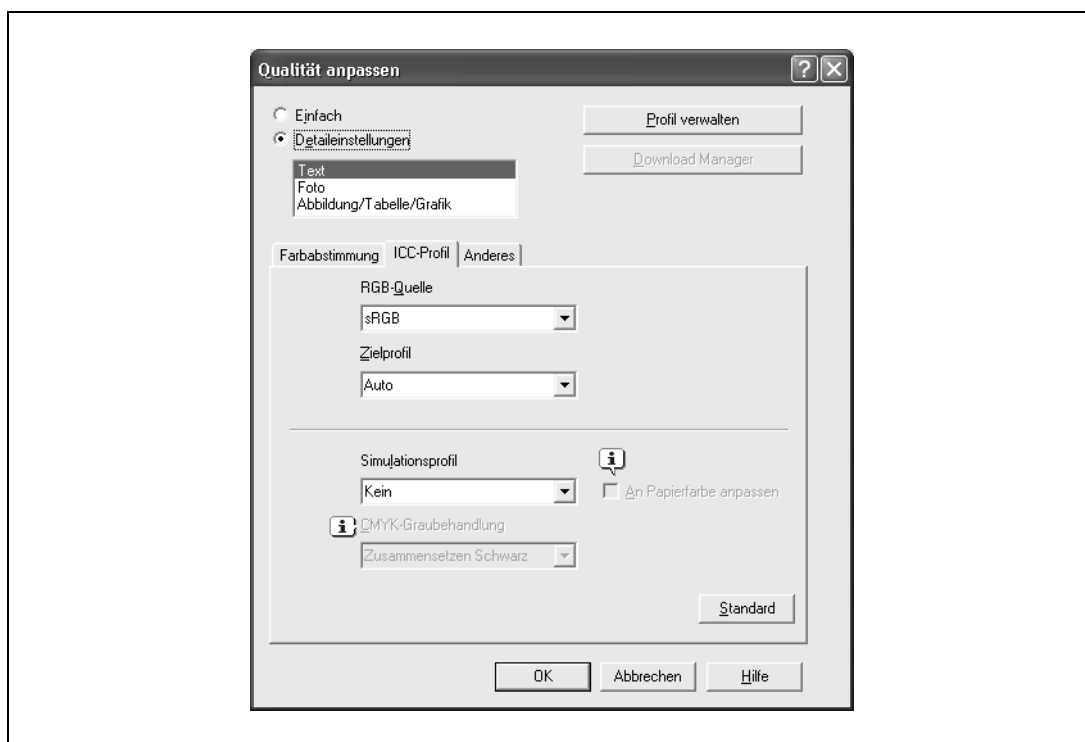 Qualität anpassen
Einfach
Detaileinstellungen
Profil verwalten
Download Manager
Text
Foto
Abbildung/Tabelle/Grafik
Farbabstimmung ICC-Profil Anderes
RGB-Quelle
sRGB
Zielprofil
Auto
Simulationsprofil
Kein
An Papierfarbe anpassen
CMYK-Graubehandlung
Zusammensetzen Schwarz
Standard
OK Abbrechen Hilfe